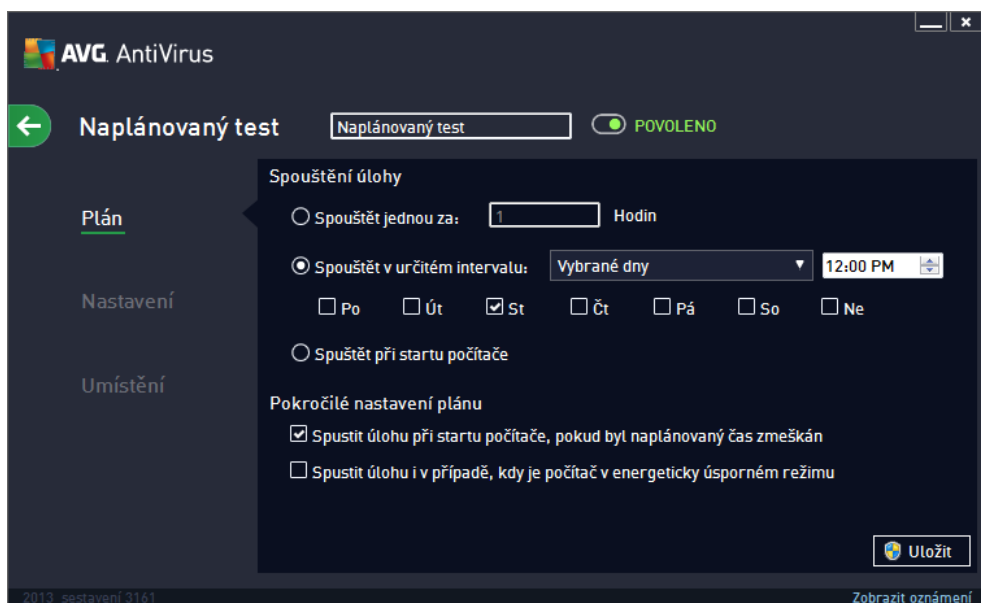 AVG. AntiVirus
Naplánovaný test
Naplánovaný test
POVOLENO
Plán
Nastavení
Umístění
Spouštění úlohy
Spouštět jednou za: 1 Hodin
Spouštět v určitém intervalu: Vybrané dny 12:00 PM
Po Út St Čt Pá So Ne
Spuštět při startu počítače
Pokročilé nastavení plánu
Spustit úlohu při startu počítače, pokud byl naplánovaný čas zmeškán
Spustit úlohu i v případě, kdy je počítač v energeticky úsporném režimu
Uložit
2013 sestavení 3161
Zobrazit oznámení